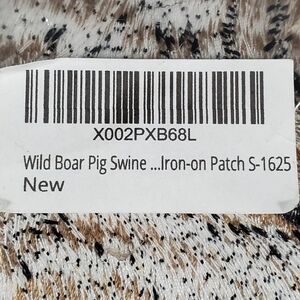 X002PXB68L
Wild Boar Pig Swine ...Iron-on Patch S-1625
New